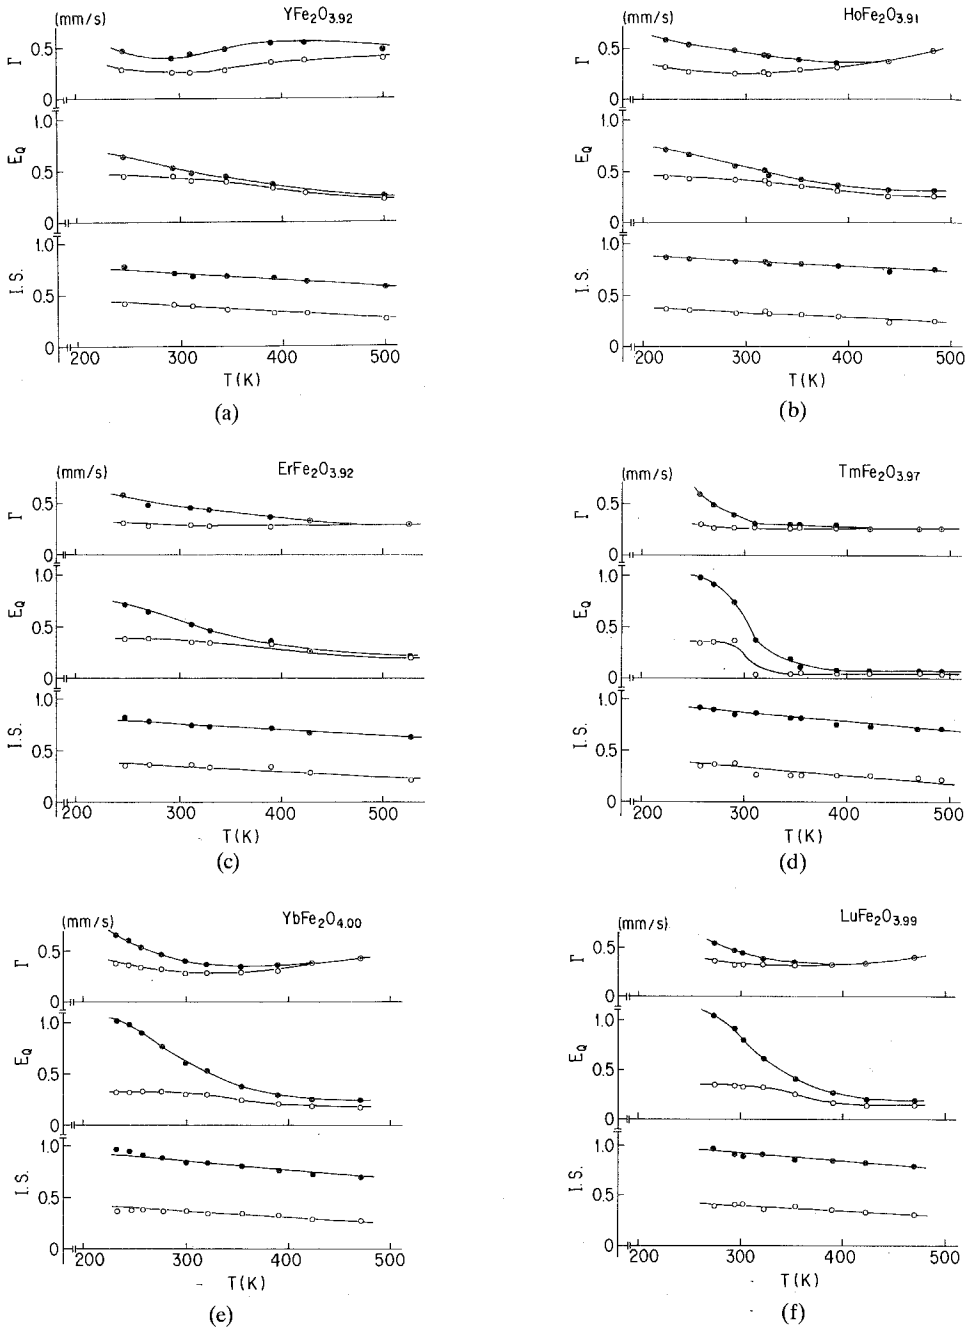 (mm/s) YFe2O3.92
Γ 0.5
0
1.0
EQ 0.5
0
1.0
I.S. 0.5
0
200 300 400 500
T(K)
(a)
(mm/s) HoFe2O3.91
Γ 0.5
0
1.0
EQ 0.5
0
1.0
I.S. 0.5
0
200 300 400 500
T(K)
(b)
(mm/s) ErFe2O3.92
Γ 0.5
0
1.0
EQ 0.5
0
1.0
I.S. 0.5
0
200 300 400 500
T(K)
(c)
(mm/s) TmFe2O3.97
Γ 0.5
0
1.0
EQ 0.5
0
1.0
I.S. 0.5
0
200 300 400 500
T(K)
(d)
(mm/s) YbFe2O4.00
Γ 0.5
0
1.0
EQ 0.5
0
1.0
I.S. 0.5
0
200 300 400 500
T(K)
(e)
(mm/s) LuFe2O3.99
Γ 0.5
0
1.0
EQ 0.5
0
1.0
I.S. 0.5
0
200 300 400 500
T(K)
(f)